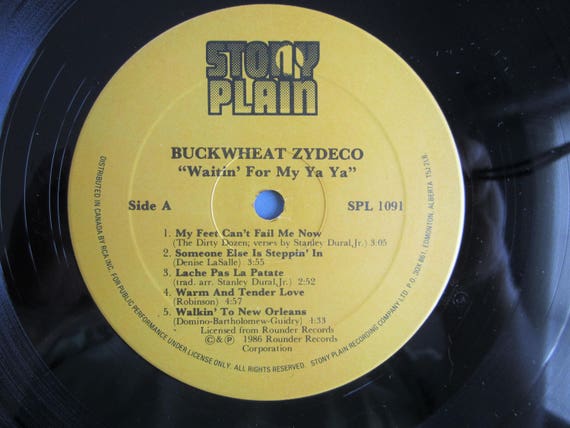 STONY
PLAIN
BUCKWHEAT ZYDECO
"Waitin' For My Ya Ya"
Side A
SPL 1091
1. My Feet Can't Fail Me Now
(The Dirty Dozen; verses by Stanley Dural, Jr.) 3:05
2. Someone Else Is Steppin' In
(Denise LaSalle) 3:55
3. Lache Pas La Patate
(trad. arr. Stanley Dural, Jr.) 2:52
4. Warm And Tender Love
(Robinson) 4:57
5. Walkin' To New Orleans
(Domino-Bartholomew-Guidry) 4:33
Licensed from Rounder Records
©&℗ 1986 Rounder Records
Corporation
DISTRIBUTED IN CANADA BY RCA INC. FOR PUBLIC PERFORMANCE UNDER LICENSE ONLY. ALL RIGHTS RESERVED. STONY PLAIN RECORDING COMPANY LTD. P.O. BOX 861, EDMONTON, ALBERTA T5J 2L8.